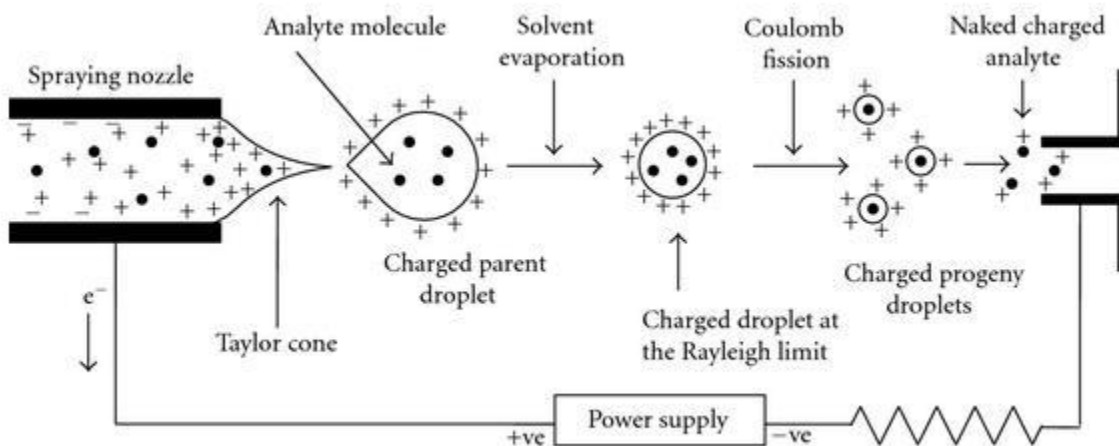 Analyte molecule
Solvent
evaporation
Coulomb
fission
Naked charged
analyte
Spraying nozzle
Charged parent
droplet
Charged progeny
droplets
e⁻
Taylor cone
Charged droplet at
the Rayleigh limit
+ve
Power supply
−ve